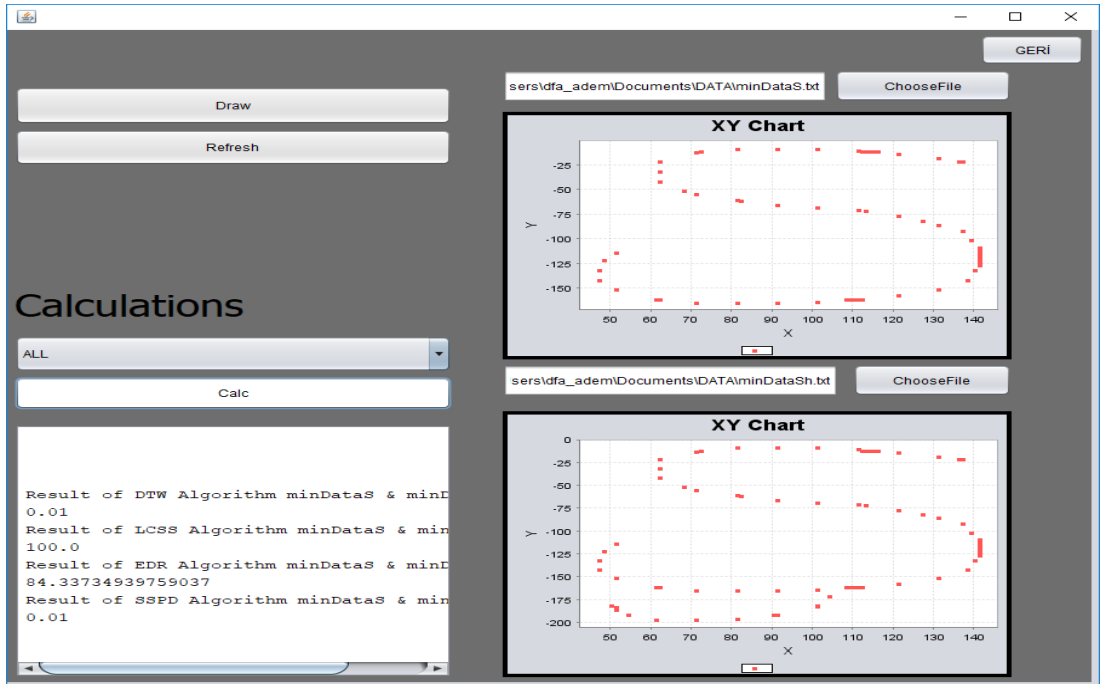 GERİ
sers\dfa_adem\Documents\DATA\minDataS.txt
ChooseFile
Draw
Refresh
XY Chart
-25
-50
-75
-100
-125
-150
Y
50 60 70 80 90 100 110 120 130 140
X
Calculations
ALL
Calc
sers\dfa_adem\Documents\DATA\minDataSh.txt
ChooseFile
XY Chart
0
-25
-50
-75
-100
-125
-150
-175
-200
Y
50 60 70 80 90 100 110 120 130 140
X
Result of DTW Algorithm minDataS & minD
0.01
Result of LCSS Algorithm minDataS & min
100.0
Result of EDR Algorithm minDataS & minD
84.33734939759037
Result of SSPD Algorithm minDataS & min
0.01